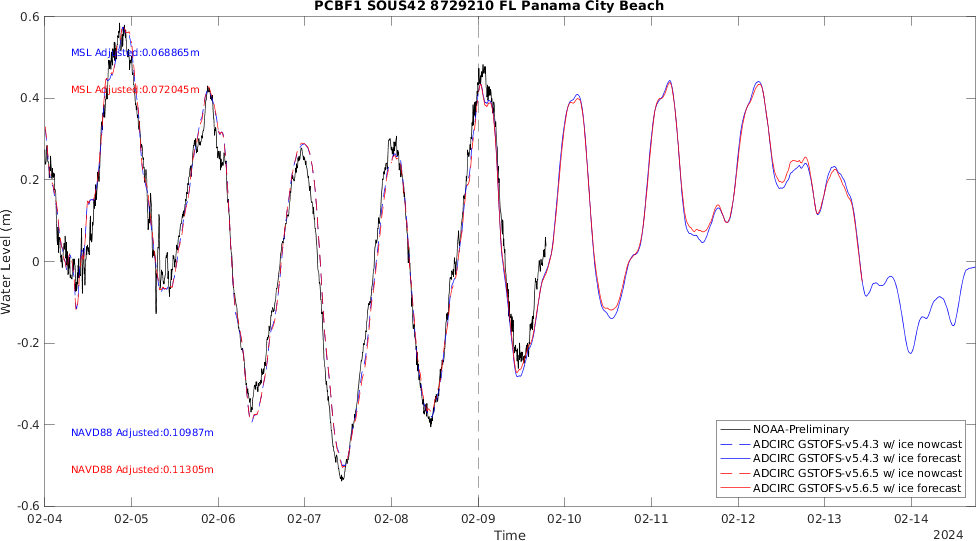 PCBF1 SOUS42 8729210 FL Panama City Beach
0.6
MSL Adjusted:0.068865m
MSL Adjusted:0.072045m
0.4
0.2
0
-0.2
-0.4
-0.6
Water Level (m)
NAVD88 Adjusted:0.10987m
NAVD88 Adjusted:0.11305m
NOAA-Preliminary
ADCIRC GSTOFS-v5.4.3 w/ ice nowcast
ADCIRC GSTOFS-v5.4.3 w/ ice forecast
ADCIRC GSTOFS-v5.6.5 w/ ice nowcast
ADCIRC GSTOFS-v5.6.5 w/ ice forecast
02-04 02-05 02-06 02-07 02-08 02-09 02-10 02-11 02-12 02-13 02-14
Time
2024